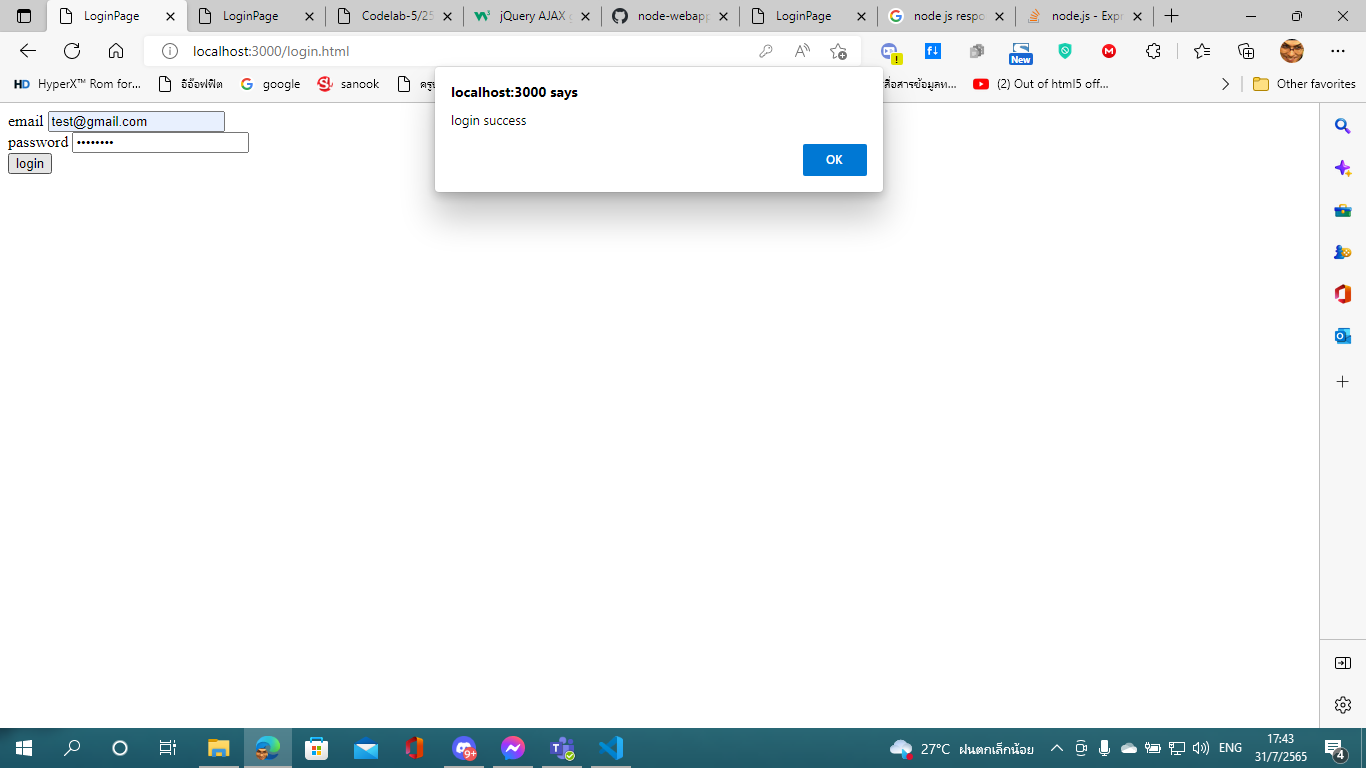 LoginPage
LoginPage
Codelab-5/25
jQuery AJAX g
node-webapp
LoginPage
node js respo
node.js - Expr
localhost:3000/login.html
New
HyperX™ Rom for...
อีอ๊อฟฟิต
google
sanook
สื่อสารข้อมูลท...
(2) Out of html5 off...
Other favorites
localhost:3000 says
login success
OK
email test@gmail.com
password ••••••••
login
9+
27°C ฝนตกเล็กน้อย
ENG
17:43
31/7/2565
4